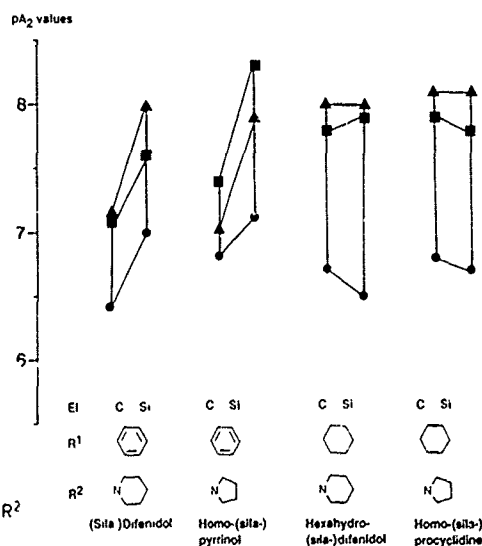 pA2 values
8
7
6
El C Si C Si C Si C Si
R1
R2 N N N N
R2
(Sila-)Difenidol Homo-(sila-) Hexahydro- Homo-(sila-)
pyrrinol (sila-)difenidol procyclidine